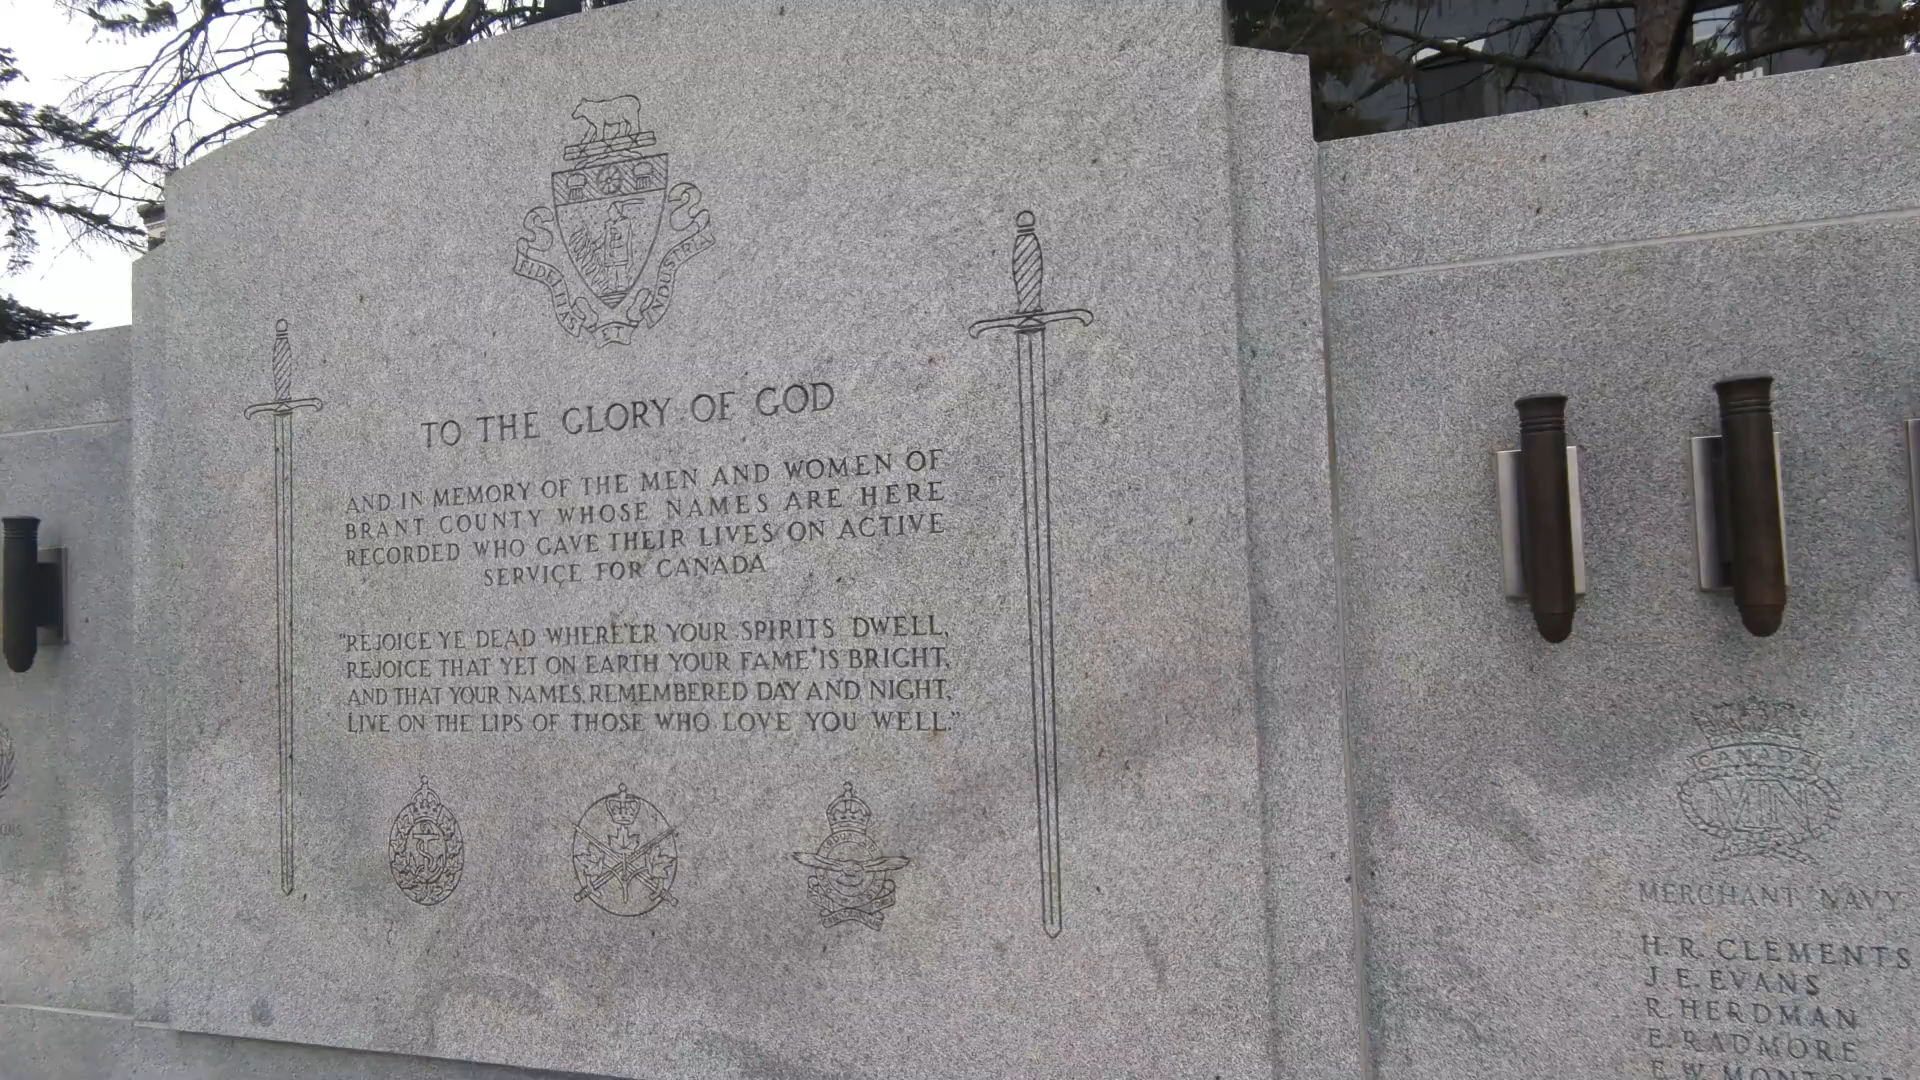 FIDELITAS
INDUSTRIA
TO THE GLORY OF GOD
AND IN MEMORY OF THE MEN AND WOMEN OF
BRANT COUNTY WHOSE NAMES ARE HERE
RECORDED WHO GAVE THEIR LIVES ON ACTIVE
SERVICE FOR CANADA
"REJOICE YE DEAD WHERE'ER YOUR SPIRITS DWELL,
REJOICE THAT YET ON EARTH YOUR FAME IS BRIGHT,
AND THAT YOUR NAMES, REMEMBERED DAY AND NIGHT,
LIVE ON THE LIPS OF THOSE WHO LOVE YOU WELL."
CANADA
MN
MERCHANT NAVY
H. R. CLEMENTS
J. E. EVANS
R. HERDMAN
E. RADMORE